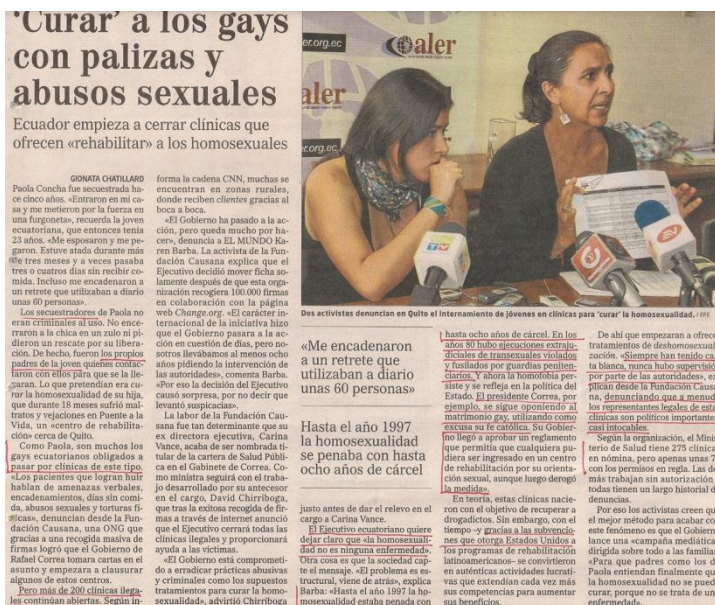 'Curar' a los gays
con palizas y
abusos sexuales
Ecuador empieza a cerrar clínicas que
ofrecen «rehabilitar» a los homosexuales
GIONATA CHATILLARD
Paola Concha fue secuestrada ha-
ce cinco años. «Entraron en mi ca-
sa y me metieron por la fuerza en
una furgoneta», recuerda la joven
ecuatoriana, que entonces tenía
23 años. «Me esposaron y me pe-
garon. Estuve atada durante más
de tres meses y a veces pasaba
tres o cuatro días sin recibir co-
mida. Incluso me encadenaron a
un retrete que utilizaban a diario
unas 60 personas».
Los secuestradores de Paola no
eran criminales al uso. No ence-
rraron a la chica en un zulo ni pi-
dieron un rescate por su libera-
ción. De hecho, fueron los propios
padres de la joven quienes contac-
taron con ellos para que se la lle-
varan. Lo que pretendían era cu-
rar la homosexualidad de su hija,
que durante 18 meses sufrió mal-
tratos y vejaciones en Puente a la
Vida, un «centro de rehabilita-
ción» cerca de Quito.
Como Paola, son muchos los
gays ecuatorianos obligados a
pasar por clínicas de este tipo.
«Los pacientes que logran huir
hablan de amenazas verbales,
encadenamientos, días sin comi-
da, abusos sexuales y torturas fí-
sicas», denuncian desde la Fun-
dación Causana, una ONG que
gracias a una recogida masiva de
firmas logró que el Gobierno de
Rafael Correa tomara cartas en el
asunto y empezara a clausurar
algunos de estos centros.
Pero más de 200 clínicas ilega-
les continúan abiertas. Según in-
forma la cadena CNN, muchas se
encuentran en zonas rurales,
donde reciben clientes gracias al
boca a boca.
«El Gobierno ha pasado a la ac-
ción, pero queda mucho por ha-
cer», denuncia a EL MUNDO Ka-
ren Barba. La activista de la Fun-
dación Causana explica que el
Ejecutivo decidió mover ficha so-
lamente después de que esta orga-
nización recogiera 100.000 firmas
en colaboración con la página
web Change.org. «El carácter in-
ternacional de la iniciativa hizo
que el Gobierno pasara a la ac-
ción en cuestión de días, pero no-
sotros llevábamos al menos ocho
años pidiendo la intervención de
las autoridades», comenta Barba.
«Por eso la decisión del Ejecutivo
causó sorpresa, por no decir que
levantó suspicacias».
La labor de la Fundación Cau-
sana fue tan determinante que su
ex directora ejecutiva, Carina
Vance, acaba de ser nombrada ti-
tular de la cartera de Salud Públi-
ca en el Gabinete de Correa. Co-
mo ministra seguirá con el traba-
jo desarrollado por su antecesor
en el cargo, David Chiriboga,
que tras la exitosa recogida de fir-
mas a través de internet anunció
que el Ejecutivo cerrará todas las
clínicas ilegales y proporcionará
ayuda a las víctimas.
«El Gobierno está comprometi-
do a erradicar prácticas abusivas
y criminales como los supuestos
tratamientos para curar la homo-
sexualidad», advirtió Chiriboga
er.org.ec
aler
aler
TV
SV
Dos activistas denuncian en Quito el internamiento de jóvenes en clínicas para 'curar' la homosexualidad. / EFE
«Me encadenaron
a un retrete que
utilizaban a diario
unas 60 personas»
Hasta el año 1997
la homosexualidad
se penaba con hasta
ocho años de cárcel
justo antes de dar el relevo en el
cargo a Carina Vance.
El Ejecutivo ecuatoriano quiere
dejar claro que «la homosexuali-
dad no es ninguna enfermedad».
Otra cosa es que la sociedad cap-
te el mensaje. «El problema es es-
tructural, viene de atrás», explica
Barba: «Hasta el año 1997 la ho-
mosexualidad estaba penada con
hasta ocho años de cárcel. En los
años 80 hubo ejecuciones extraju-
diciales de transexuales violados
y fusilados por guardias peniten-
ciarios. Y ahora la homofobia per-
siste y se refleja en la política del
Estado. El presidente Correa, por
ejemplo, se sigue oponiendo al
matrimonio gay, utilizando como
excusa su fe católica. Su Gobier-
no llegó a aprobar un reglamento
que permitía que cualquiera pu-
diera ser ingresado en un centro
de rehabilitación por su orienta-
ción sexual, aunque luego derogó
la medida».
En teoría, estas clínicas nacie-
ron con el objetivo de recuperar a
drogadictos. Sin embargo, con el
tiempo –y gracias a las subvencio-
nes que otorga Estados Unidos a
los programas de rehabilitación
latinoamericanos– se convirtieron
en auténticas actividades lucrati-
vas que extendían cada vez más
sus competencias para aumentar
sus beneficios.
De ahí que empezaran a ofrece
tratamientos de deshomosexual
zación. «Siempre han tenido ca
ta blanca, nunca hubo supervisió
por parte de las autoridades», ex
plican desde la Fundación Causa
na, denunciando que a menud
los representantes legales de esta
clínicas son políticos importante
casi intocables.
Según la organización, el Minis
terio de Salud tiene 275 clínica
en nómina, pero apenas unas 7
con los permisos en regla. Las de
más trabajan sin autorización
todas tienen un largo historial d
denuncias.
Por eso los activistas creen qu
el mejor método para acabar co
este fenómeno es que el Gobiern
lance una «campaña mediática
dirigida sobre todo a las familia
«Para que padres como los d
Paola entiendan finalmente qu
la homosexualidad no se pued
curar, porque no se trata de un
enfermedad».